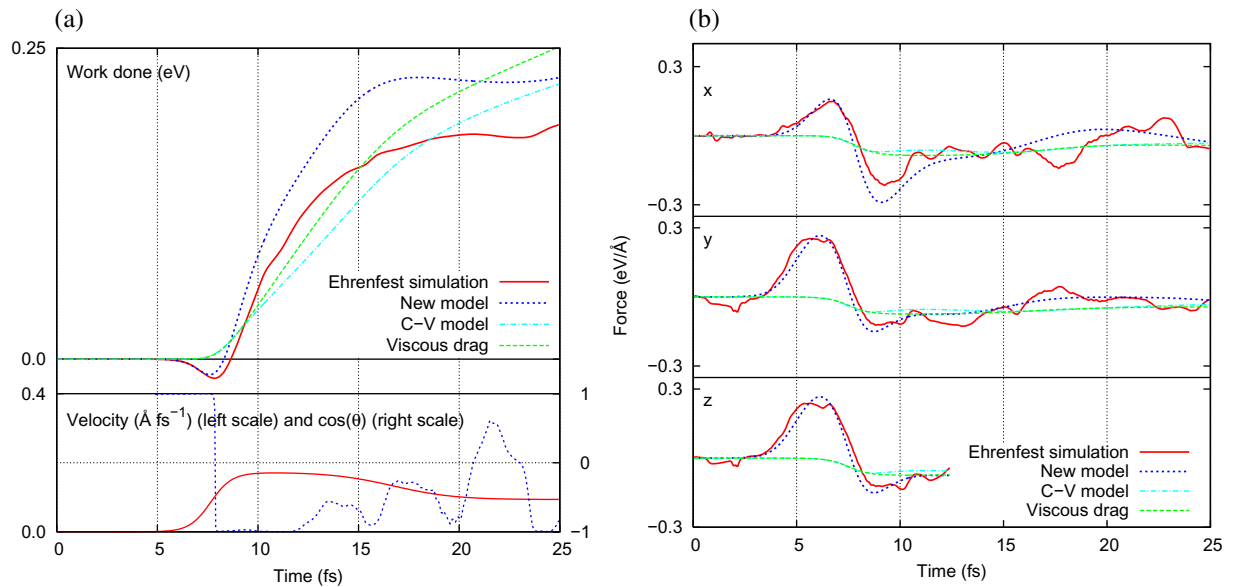 (a)
0.25
Work done (eV)
Ehrenfest simulation
New model
C−V model
Viscous drag
0.0
0.4
1
Velocity (Å fs⁻¹) (left scale) and cos(θ) (right scale)
0
0.0
−1
0 5 10 15 20 25
Time (fs)
(b)
0.3
x
−0.3
0.3
y
Force (eV/Å)
−0.3
0.3
z
Ehrenfest simulation
New model
C−V model
Viscous drag
−0.3
0 5 10 15 20 25
Time (fs)